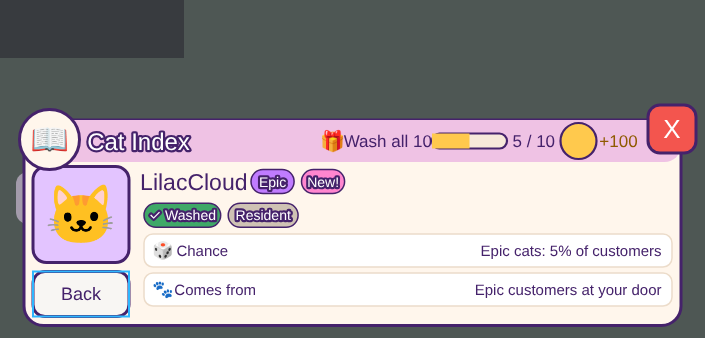 Cat Index
Wash all 10 5 / 10 +100 X
LilacCloud Epic New!
Washed Resident
Chance Epic cats: 5% of customers
Back Comes from Epic customers at your door